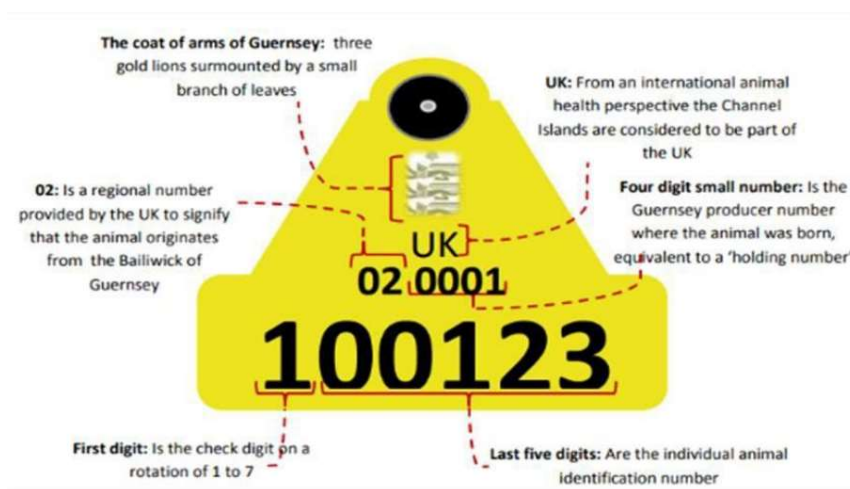 The coat of arms of Guernsey: three
gold lions surmounted by a small
branch of leaves
UK: From an international animal
health perspective the Channel
Islands are considered to be part of
the UK
02: Is a regional number
provided by the UK to signify
that the animal originates
from the Bailiwick of
Guernsey
Four digit small number: Is the
Guernsey producer number
where the animal was born,
equivalent to a 'holding number'
UK
02 0001
100123
First digit: Is the check digit on a
rotation of 1 to 7
Last five digits: Are the individual animal
identification number